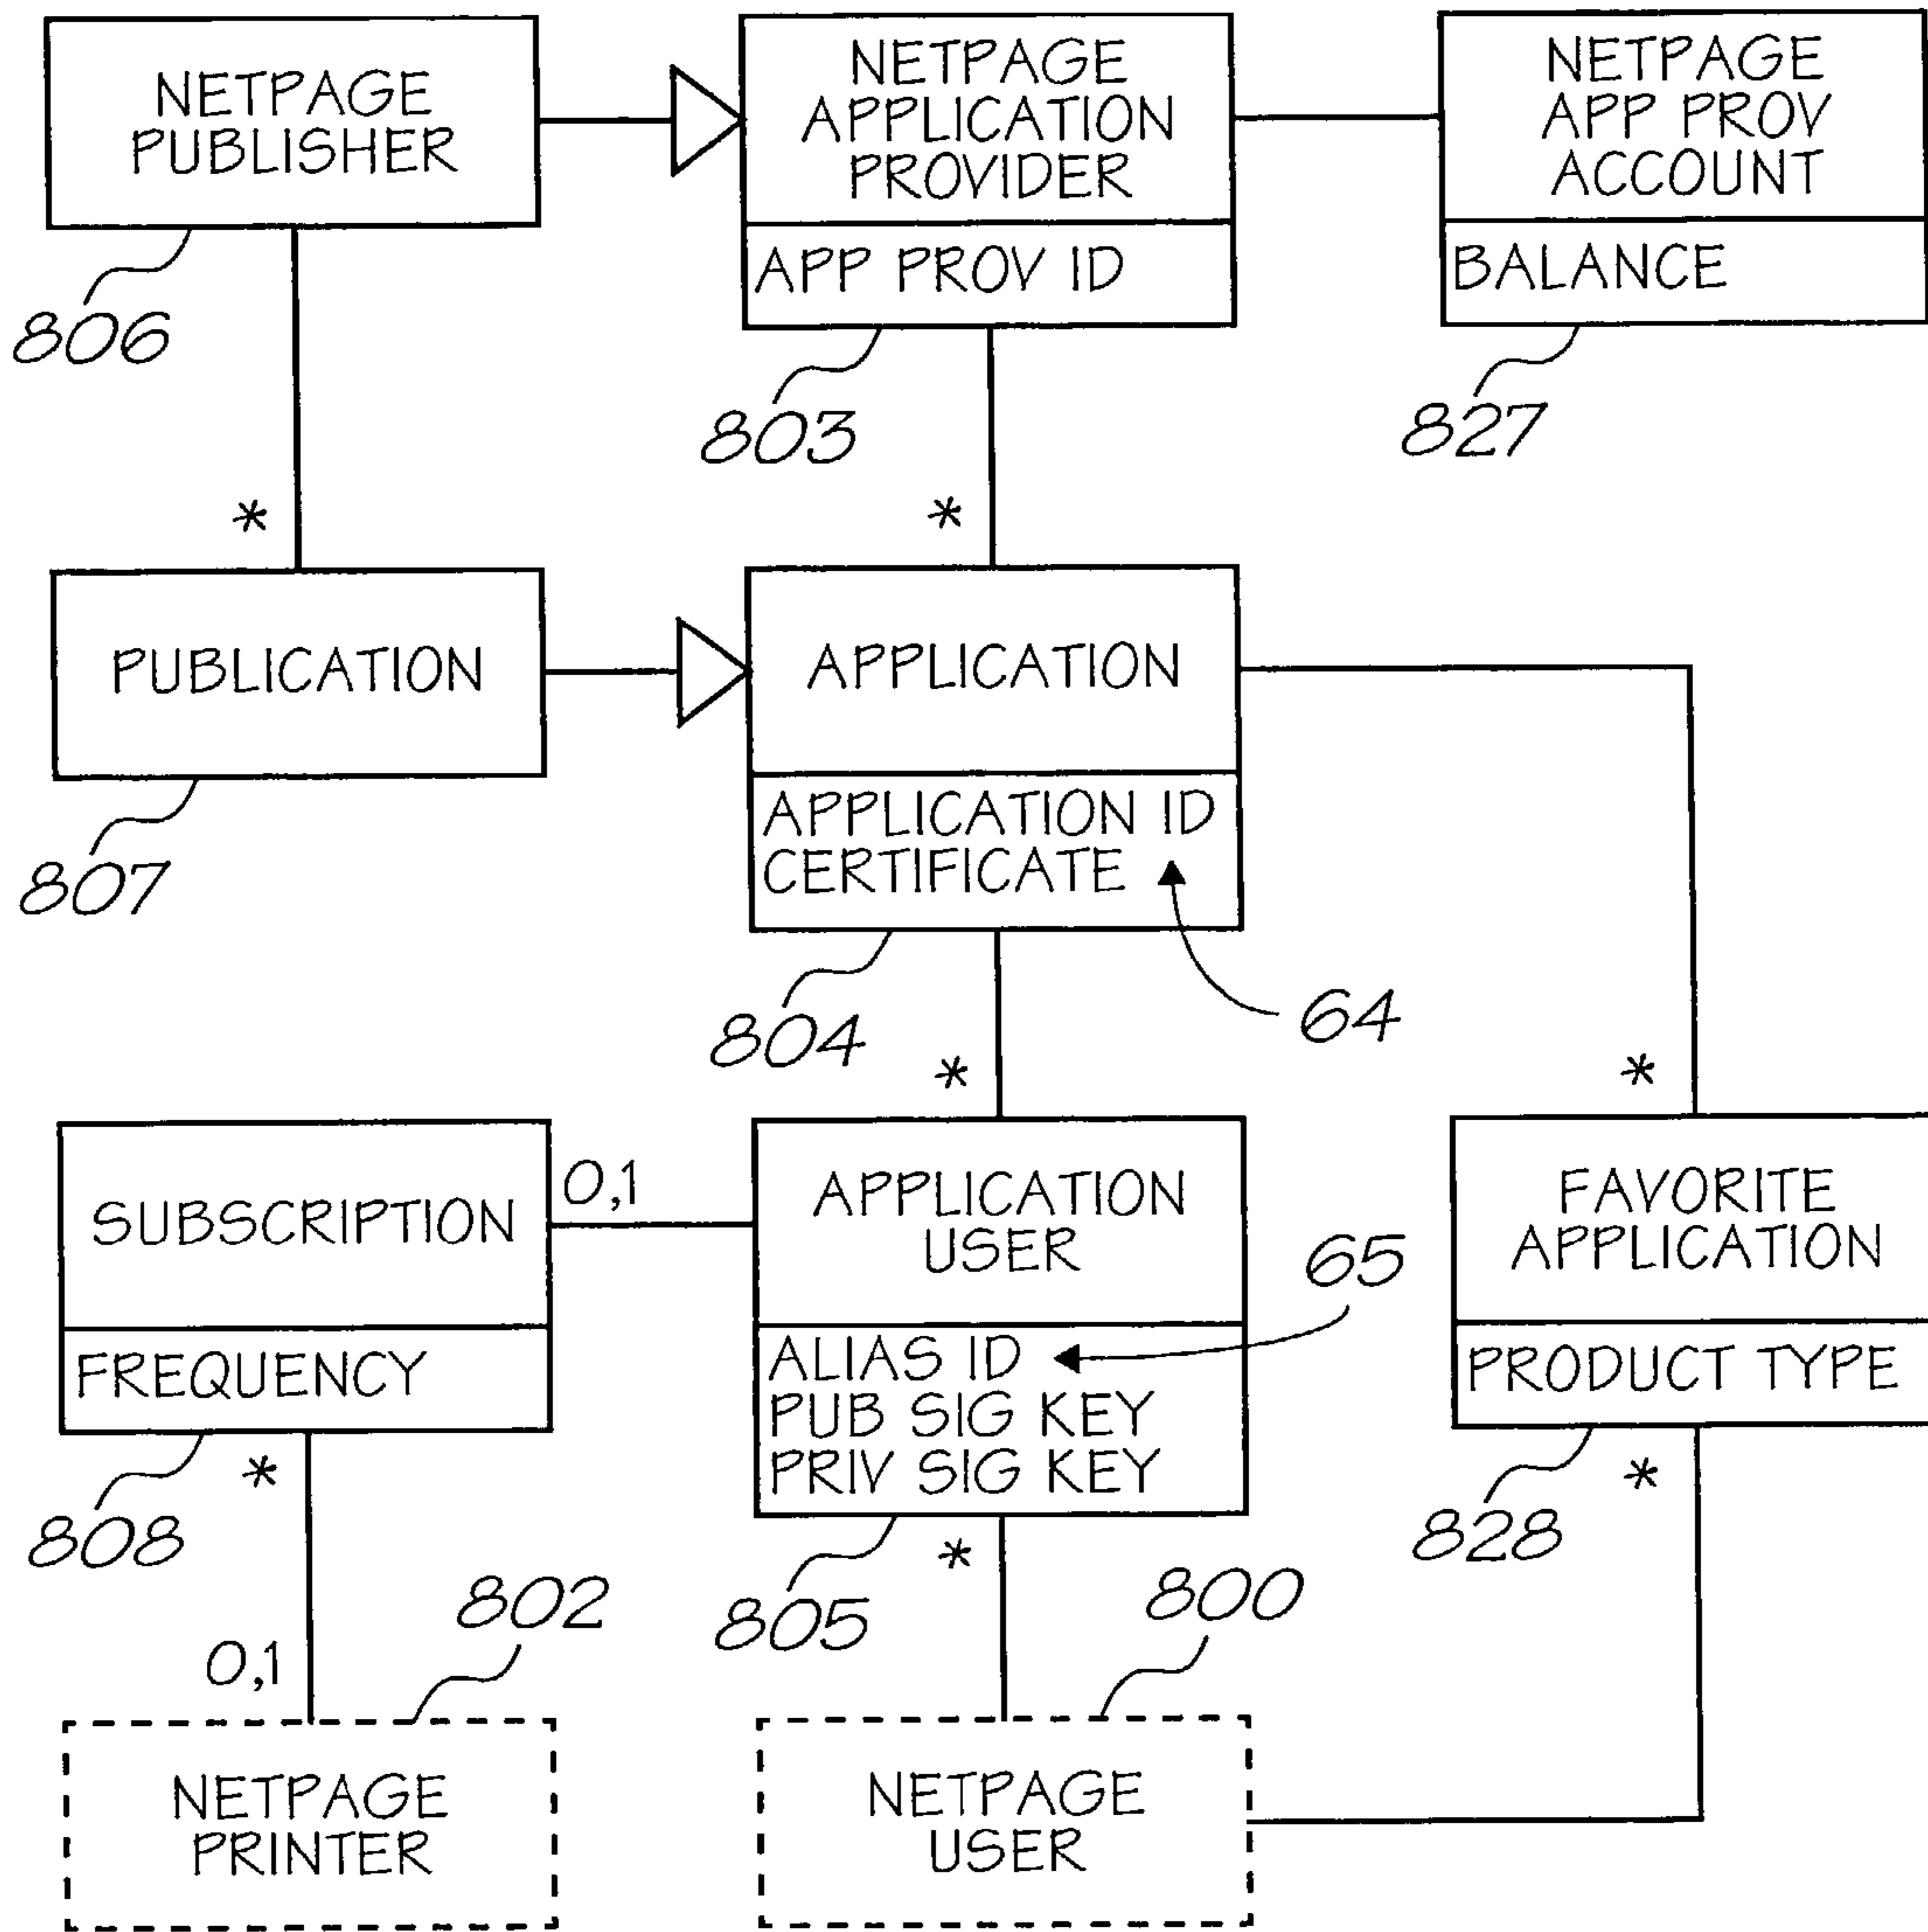 NETPAGE
PUBLISHER
806
NETPAGE
APPLICATION
PROVIDER
APP PROV ID
803
NETPAGE
APP PROV
ACCOUNT
BALANCE
827
*
*
PUBLICATION
807
APPLICATION
APPLICATION ID
CERTIFICATE
804
64
*
*
SUBSCRIPTION
FREQUENCY
808
0,1
APPLICATION
USER
ALIAS ID
PUB SIG KEY
PRIV SIG KEY
805
65
FAVORITE
APPLICATION
PRODUCT TYPE
828
*
*
*
0,1
802
800
NETPAGE
PRINTER
NETPAGE
USER